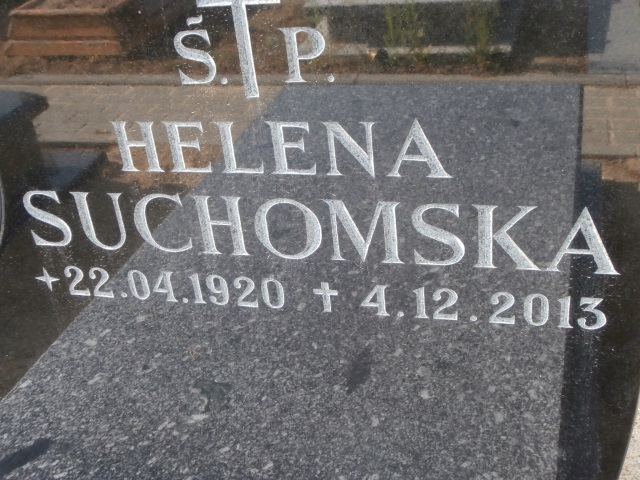 Ś. P.
HELENA
SUCHOMSKA
+22.04.1920 ✝ 4.12.2013